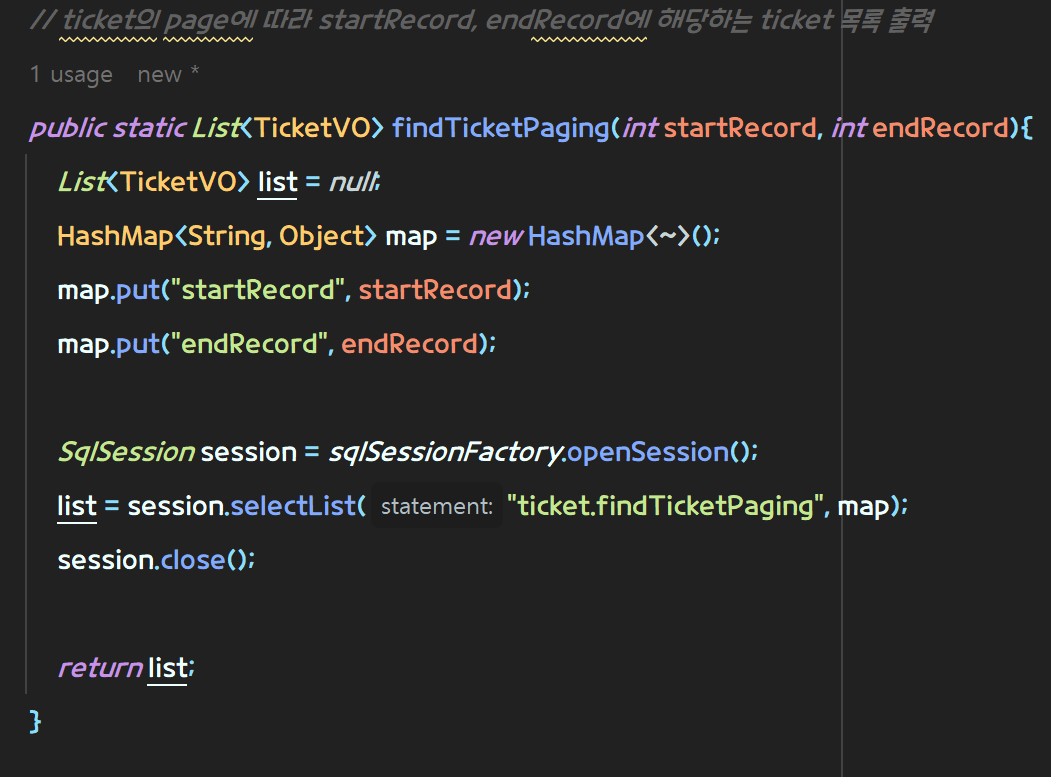 // ticket의 page에 따라 startRecord, endRecord에 해당하는 ticket 목록 출력
1 usage new *
public static List<TicketVO> findTicketPaging(int startRecord, int endRecord){
List<TicketVO> list = null;
HashMap<String, Object> map = new HashMap<~>();
map.put("startRecord", startRecord);
map.put("endRecord", endRecord);
SqlSession session = sqlSessionFactory.openSession();
list = session.selectList( statement: "ticket.findTicketPaging", map);
session.close();
return list;
}